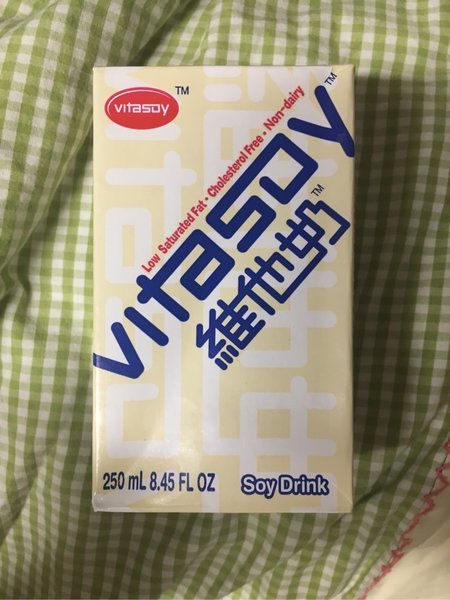 vitasoy™
Low Saturated Fat • Cholesterol Free • Non-dairy
vitasoy™
維他奶™
250 mL 8.45 FL OZ
Soy Drink